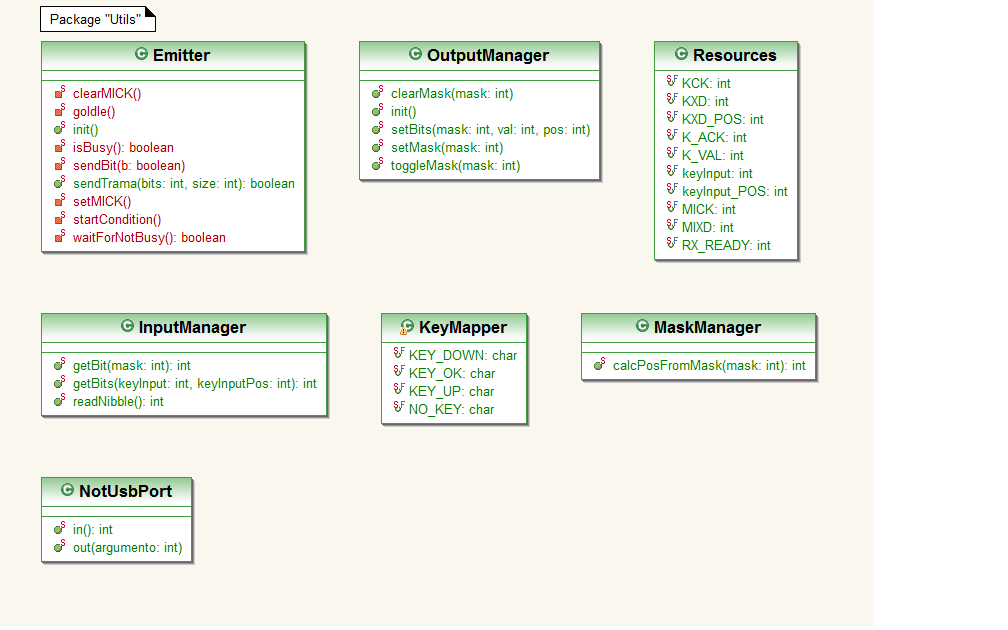 Package "Utils"
Emitter
clearMICK()
goIdle()
init()
isBusy(): boolean
sendBit(b: boolean)
sendTrama(bits: int, size: int): boolean
setMICK()
startCondition()
waitForNotBusy(): boolean
OutputManager
clearMask(mask: int)
init()
setBits(mask: int, val: int, pos: int)
setMask(mask: int)
toggleMask(mask: int)
Resources
KCK: int
KXD: int
KXD_POS: int
K_ACK: int
K_VAL: int
keyInput: int
keyInput_POS: int
MICK: int
MIXD: int
RX_READY: int
InputManager
getBit(mask: int): int
getBits(keyInput: int, keyInputPos: int): int
readNibble(): int
KeyMapper
KEY_DOWN: char
KEY_OK: char
KEY_UP: char
NO_KEY: char
MaskManager
calcPosFromMask(mask: int): int
NotUsbPort
in(): int
out(argumento: int)